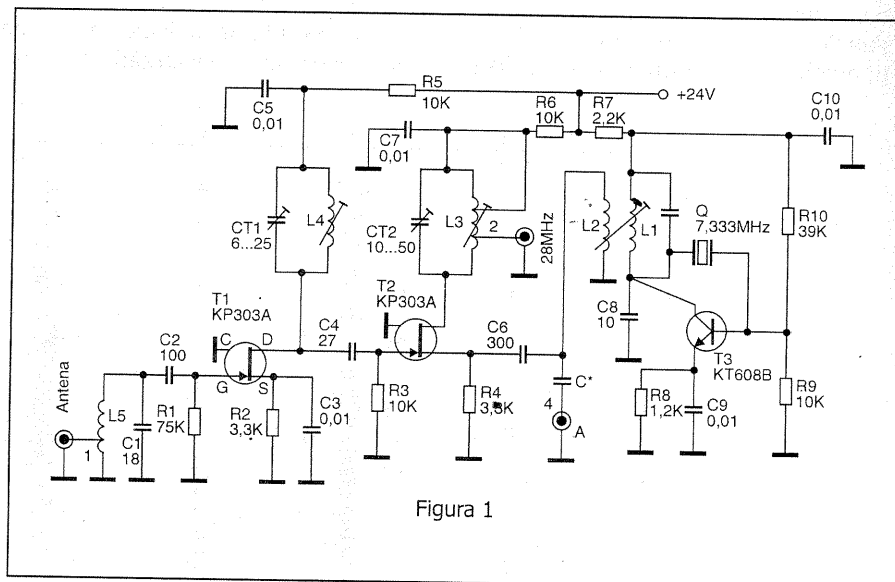 R5
10K
C5
0,01
+24V
R6
10K
R7
2,2K
C10
0,01
C7
0,01
CT1
6...25
L4
CT2
10...50
L3
2
28MHz
L2
L1
Q
7,333MHz
R10
39K
T1
KP303A
T2
KP303A
C
D
G
S
C2
100
C4
27
C6
300
C8
10
T3
KT608B
Antena
L5
1
C1
18
R1
75K
R2
3,3K
C3
0,01
R3
10K
R4
3,3K
C*
4
A
R8
1,2K
C9
0,01
R9
10K
Figura 1